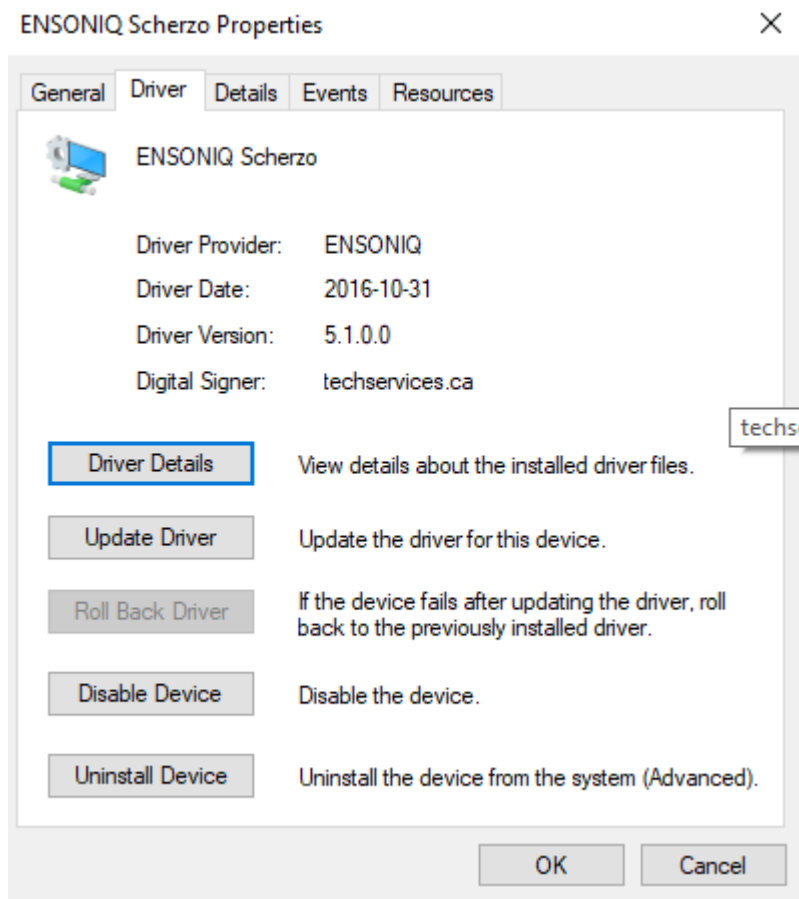 ENSONIQ Scherzo Properties
General Driver Details Events Resources
ENSONIQ Scherzo
Driver Provider: ENSONIQ
Driver Date: 2016-10-31
Driver Version: 5.1.0.0
Digital Signer: techservices.ca
techs
Driver Details View details about the installed driver files.
Update Driver Update the driver for this device.
Roll Back Driver If the device fails after updating the driver, roll
back to the previously installed driver.
Disable Device Disable the device.
Uninstall Device Uninstall the device from the system (Advanced).
OK Cancel